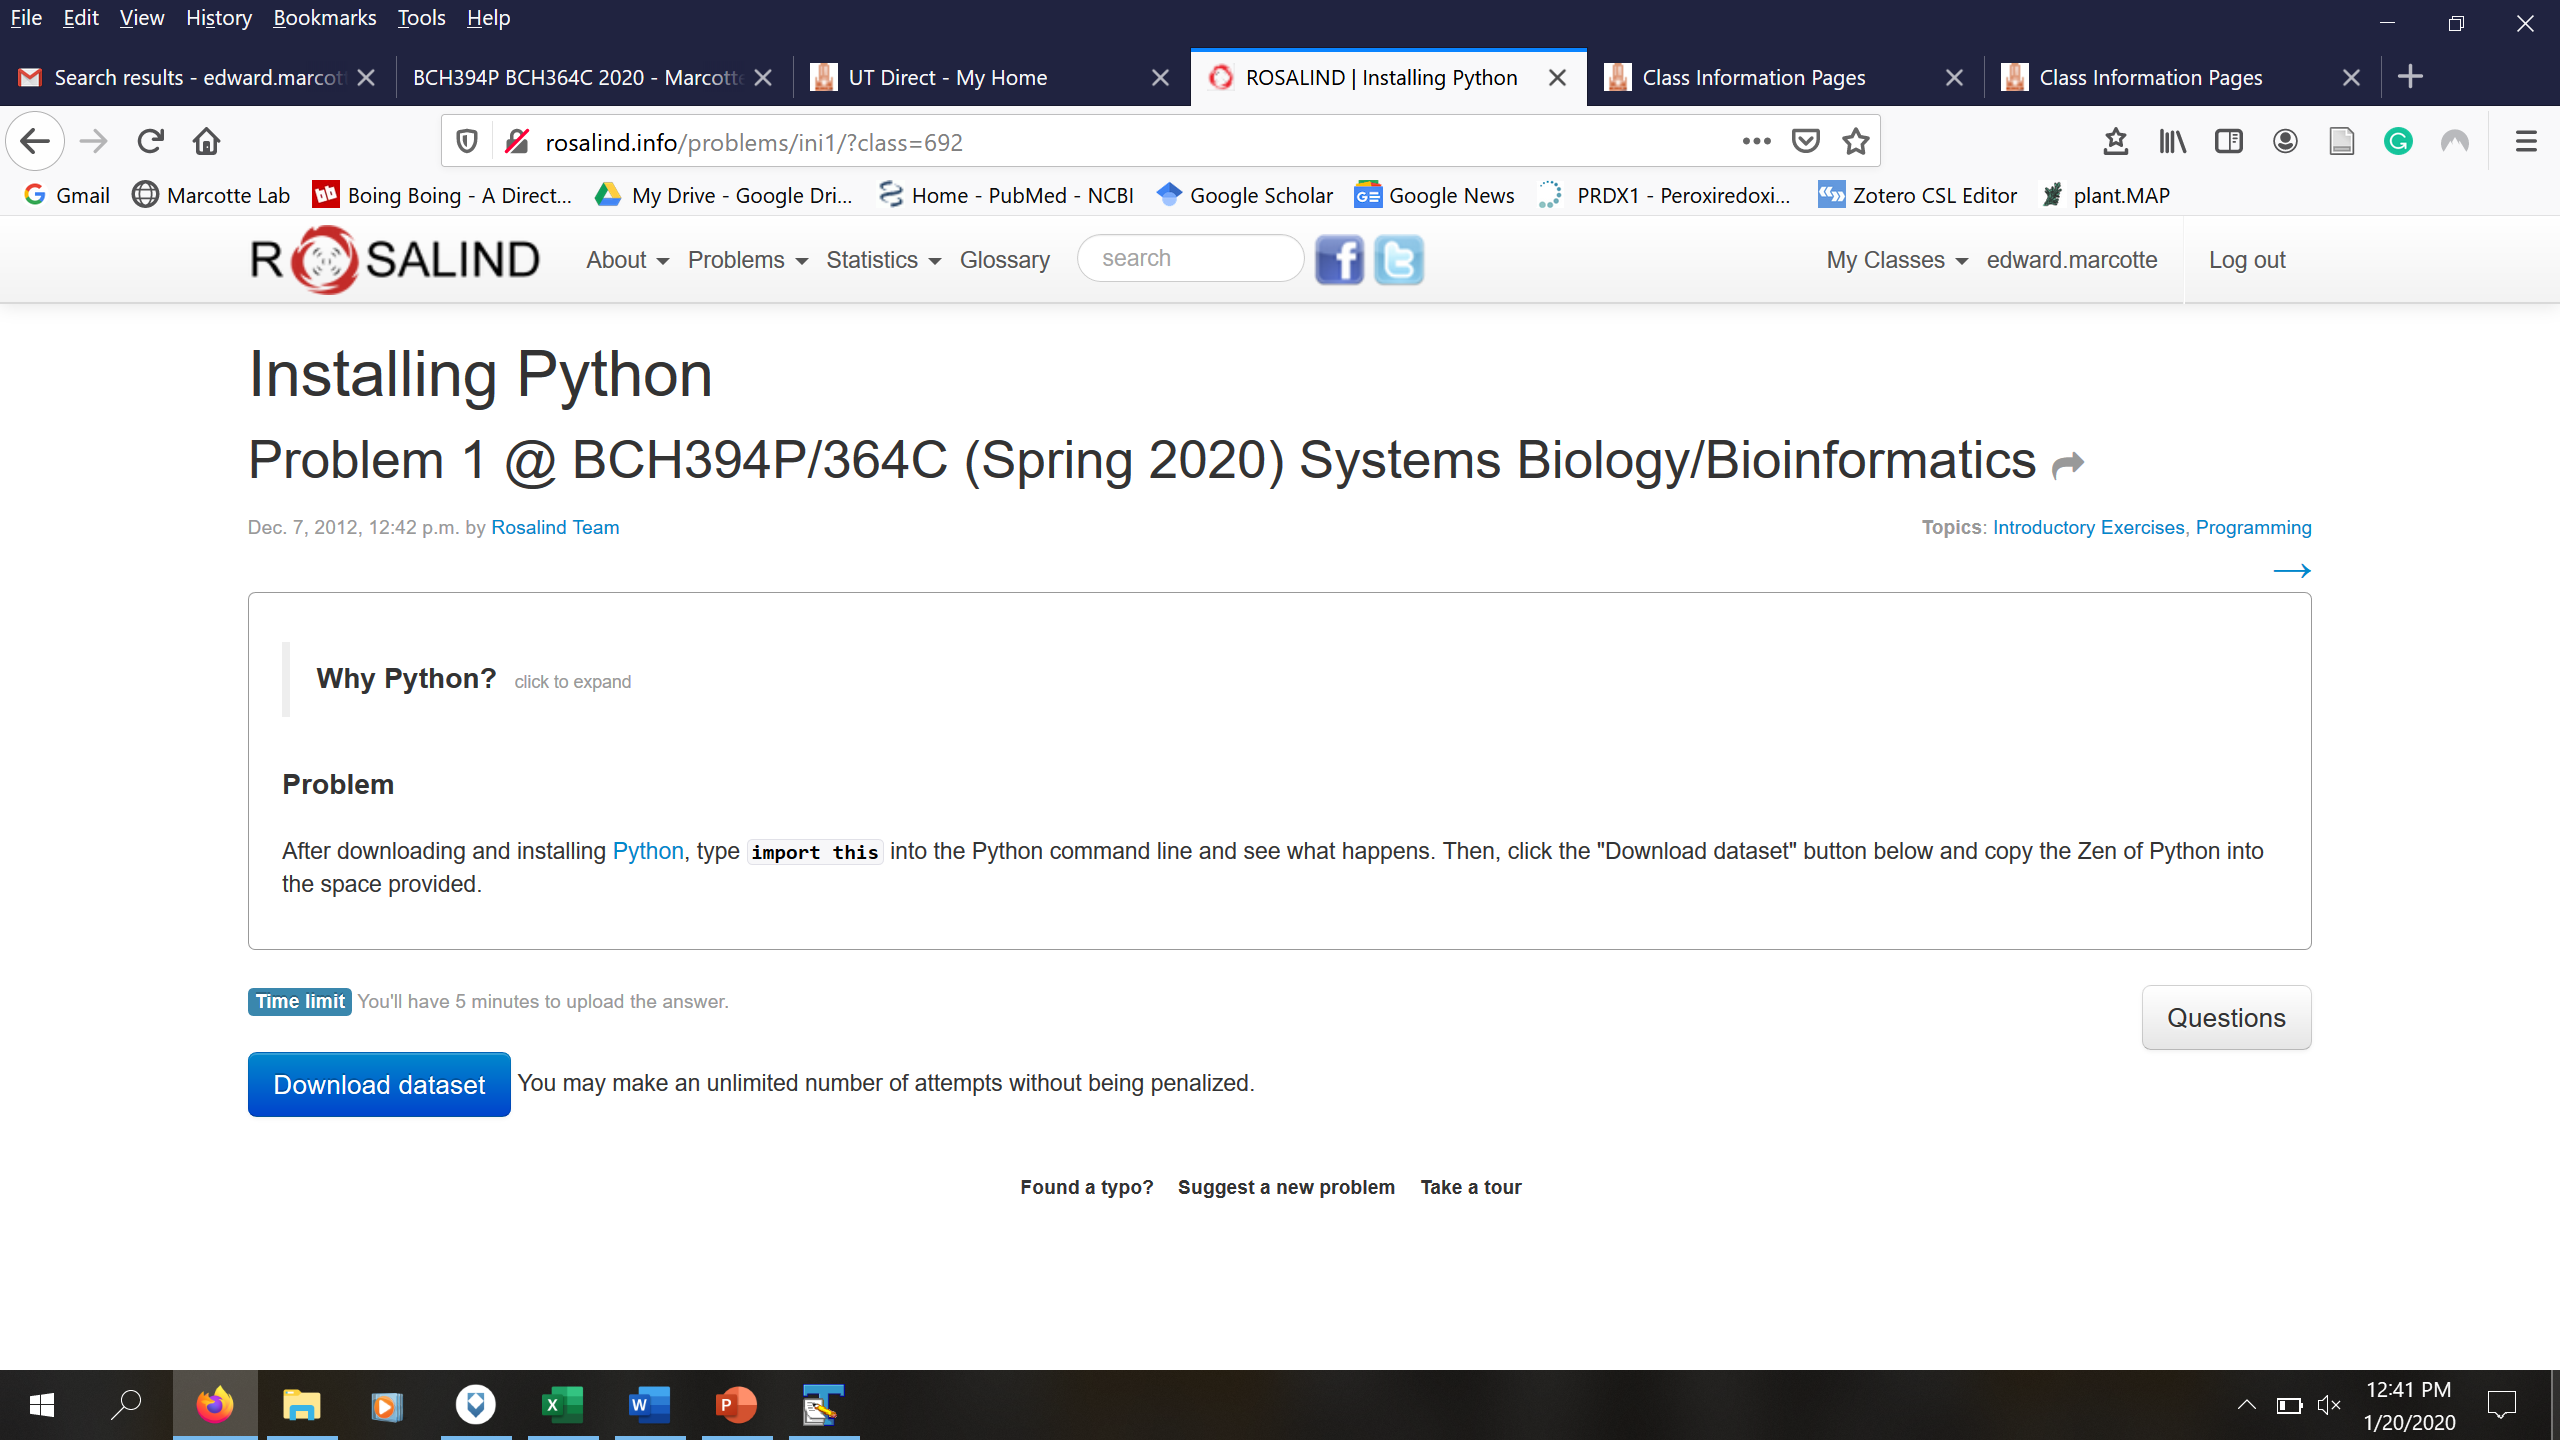 File Edit View History Bookmarks Tools Help
Search results - edward.marcot
BCH394P BCH364C 2020 - Marcotte
UT Direct - My Home
ROSALIND | Installing Python
Class Information Pages
Class Information Pages
rosalind.info/problems/ini1/?class=692
Gmail Marcotte Lab Boing Boing - A Direct... My Drive - Google Dri... Home - PubMed - NCBI Google Scholar Google News PRDX1 - Peroxiredoxi... Zotero CSL Editor plant.MAP
ROSALIND About Problems Statistics Glossary search My Classes edward.marcotte Log out
Installing Python
Problem 1 @ BCH394P/364C (Spring 2020) Systems Biology/Bioinformatics
Dec. 7, 2012, 12:42 p.m. by Rosalind Team Topics: Introductory Exercises, Programming
→
Why Python? click to expand
Problem
After downloading and installing Python, type import this into the Python command line and see what happens. Then, click the "Download dataset" button below and copy the Zen of Python into
the space provided.
Time limit You'll have 5 minutes to upload the answer.
Questions
Download dataset You may make an unlimited number of attempts without being penalized.
Found a typo? Suggest a new problem Take a tour
12:41 PM
1/20/2020